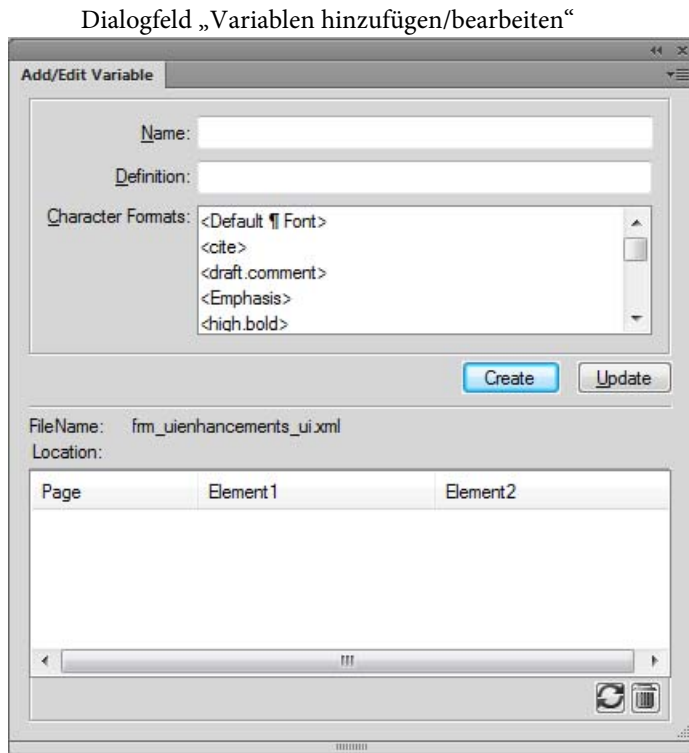 Dialogfeld „Variablen hinzufügen/bearbeiten“
Add/Edit Variable
Name:
Definition:
Character Formats:
<Default ¶ Font>
<cite>
<draft.comment>
<Emphasis>
<high.bold>
Create Update
FileName: frm_uienhancements_ui.xml
Location:
Page Element1 Element2